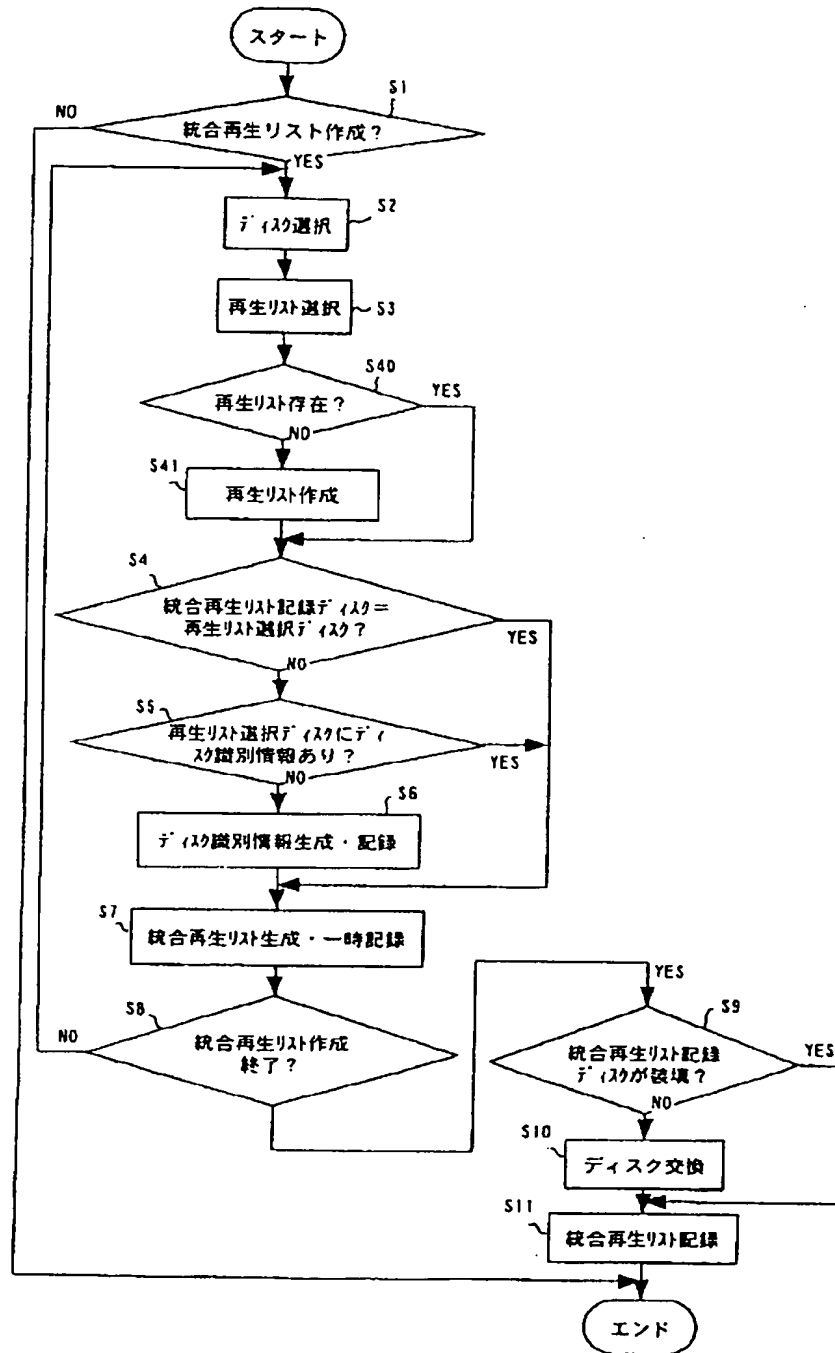 スタート
S1
NO
統合再生リスト作成?
YES
S2
ディスク選択
再生リスト選択
S3
S40
YES
再生リスト存在?
NO
S41
再生リスト作成
S4
統合再生リスト記録ディスク=
再生リスト選択ディスク?
YES
NO
S5
再生リスト選択ディスクにディ
スク識別情報あり?
YES
NO
S6
ディスク識別情報生成・記録
S7
統合再生リスト生成・一時記録
S8
NO
統合再生リスト作成
終了?
YES
S9
YES
統合再生リスト記録
ディスクが装填?
NO
S10
ディスク交換
S11
統合再生リスト記録
エンド